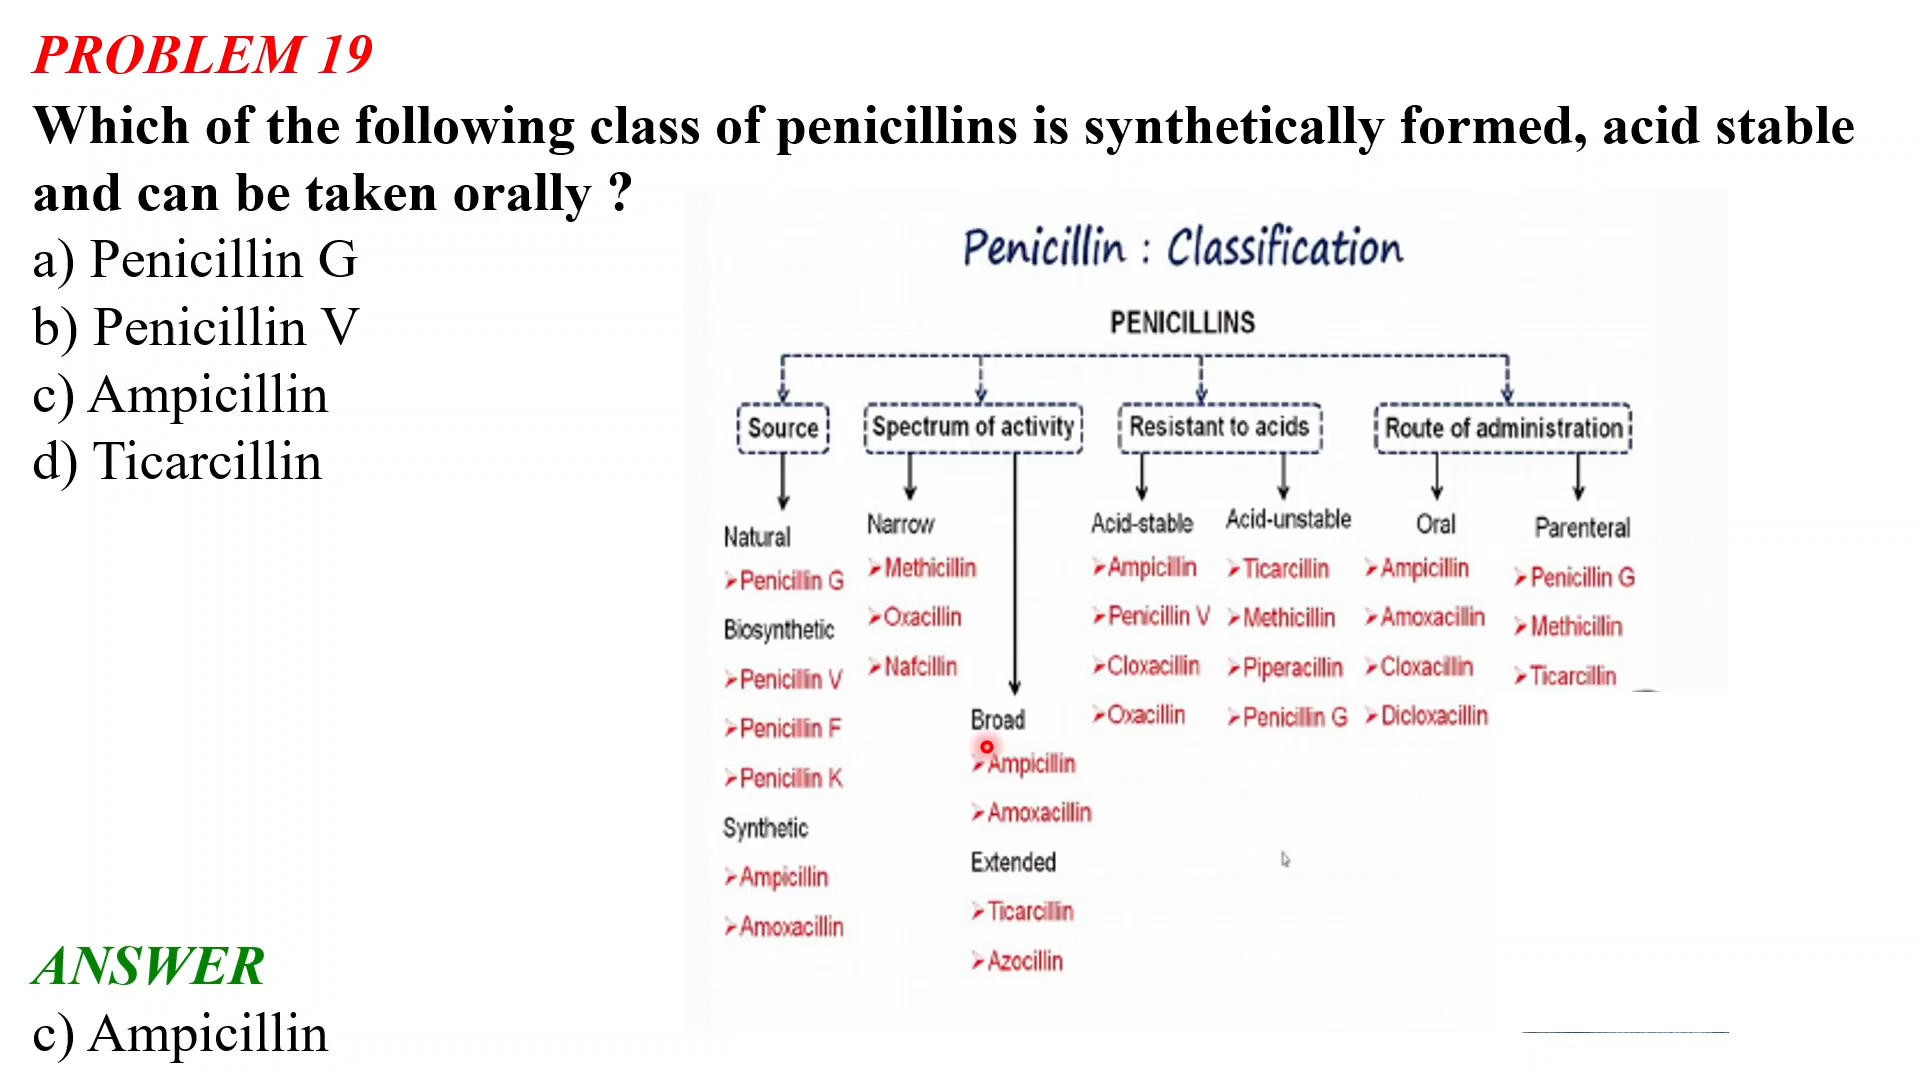 PROBLEM 19
Which of the following class of penicillins is synthetically formed, acid stable
and can be taken orally ?
a) Penicillin G
b) Penicillin V
c) Ampicillin
d) Ticarcillin
Penicillin : Classification
PENICILLINS
Source
Natural
➢Penicillin G
Biosynthetic
➢Penicillin V
➢Penicillin F
➢Penicillin K
Synthetic
➢Ampicillin
➢Amoxacillin
Spectrum of activity
Narrow
➢Methicillin
➢Oxacillin
➢Nafcillin
Broad
➢Ampicillin
➢Amoxacillin
Extended
➢Ticarcillin
➢Azocillin
Resistant to acids
Acid-stable
➢Ampicillin
➢Penicillin V
➢Cloxacillin
➢Oxacillin
Acid-unstable
➢Ticarcillin
➢Methicillin
➢Piperacillin
➢Penicillin G
Route of administration
Oral
➢Ampicillin
➢Amoxacillin
➢Cloxacillin
➢Dicloxacillin
Parenteral
➢Penicillin G
➢Methicillin
➢Ticarcillin
ANSWER
c) Ampicillin